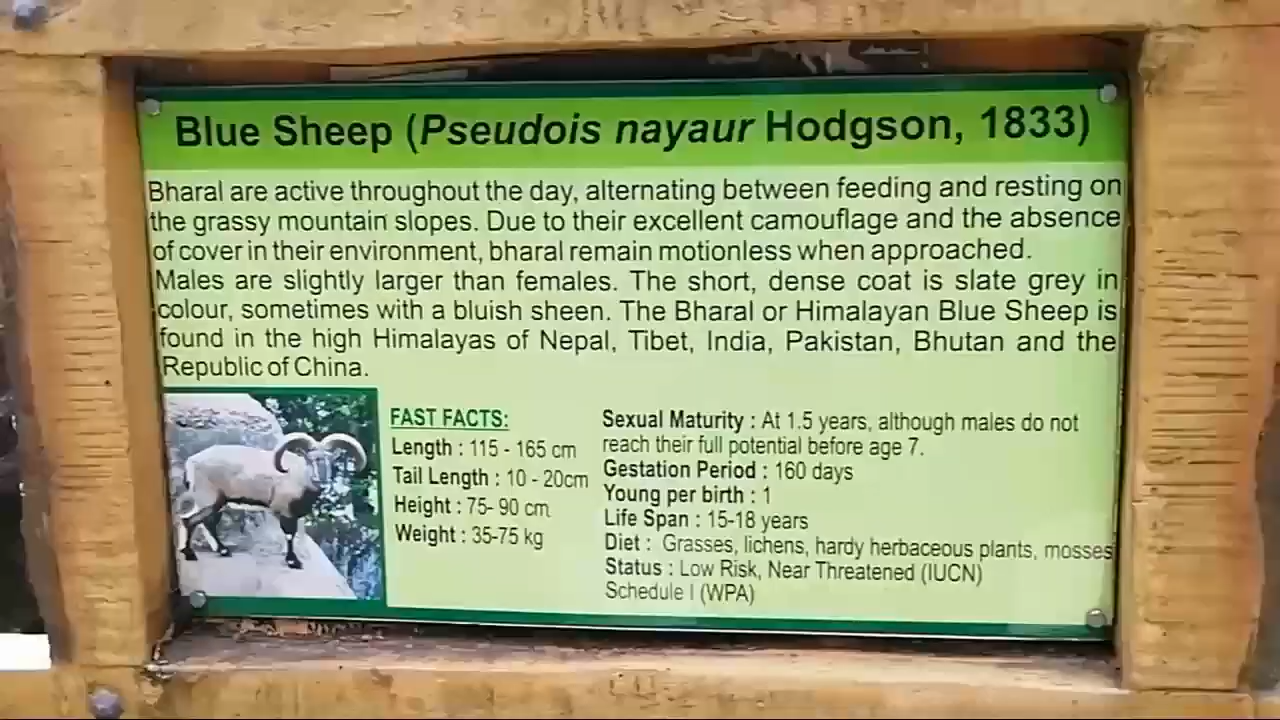 Blue Sheep (Pseudois nayaur Hodgson, 1833)
Bharal are active throughout the day, alternating between feeding and resting on
the grassy mountain slopes. Due to their excellent camouflage and the absence
of cover in their environment, bharal remain motionless when approached.
Males are slightly larger than females. The short, dense coat is slate grey in
colour, sometimes with a bluish sheen. The Bharal or Himalayan Blue Sheep is
found in the high Himalayas of Nepal, Tibet, India, Pakistan, Bhutan and the
Republic of China.
FAST FACTS:
Length : 115 - 165 cm
Tail Length : 10 - 20cm
Height : 75- 90 cm
Weight : 35-75 kg
Sexual Maturity : At 1.5 years, although males do not
reach their full potential before age 7.
Gestation Period : 160 days
Young per birth : 1
Life Span : 15-18 years
Diet : Grasses, lichens, hardy herbaceous plants, mosses
Status : Low Risk, Near Threatened (IUCN)
Schedule I (WPA)